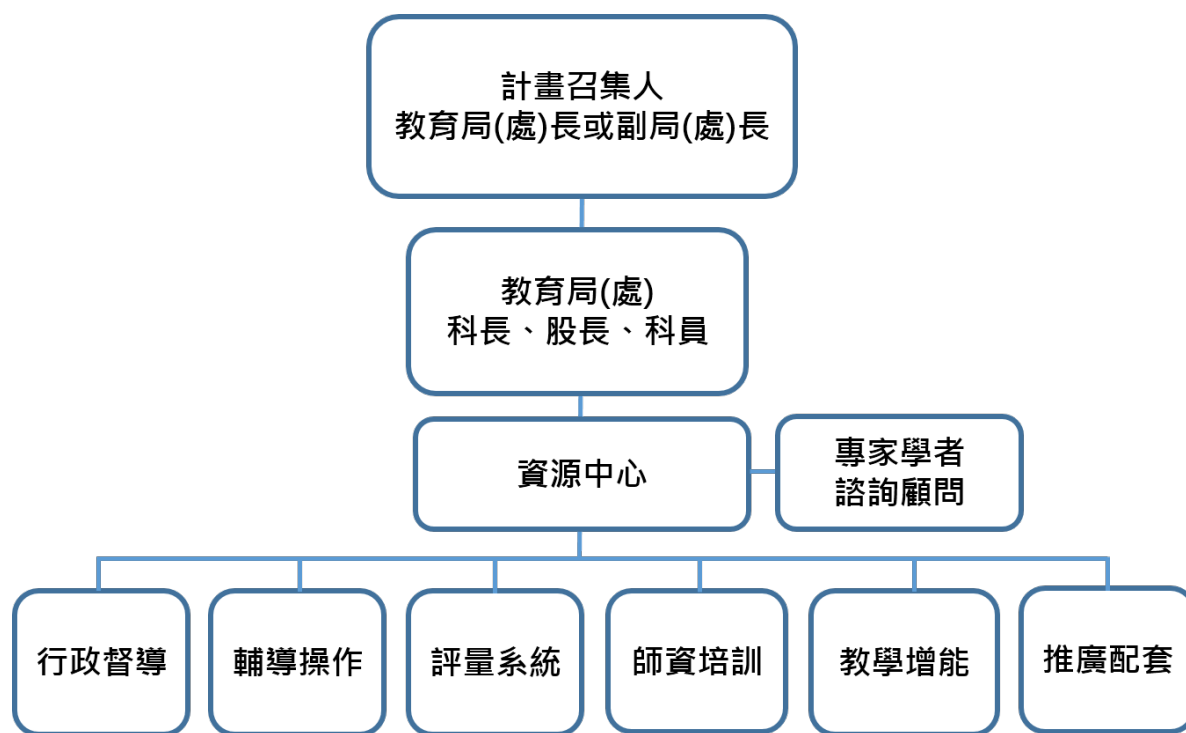 計畫召集人
教育局(處)長或副局(處)長
教育局(處)
科長、股長、科員
資源中心
專家學者
諮詢顧問
行政督導
輔導操作
評量系統
師資培訓
教學增能
推廣配套